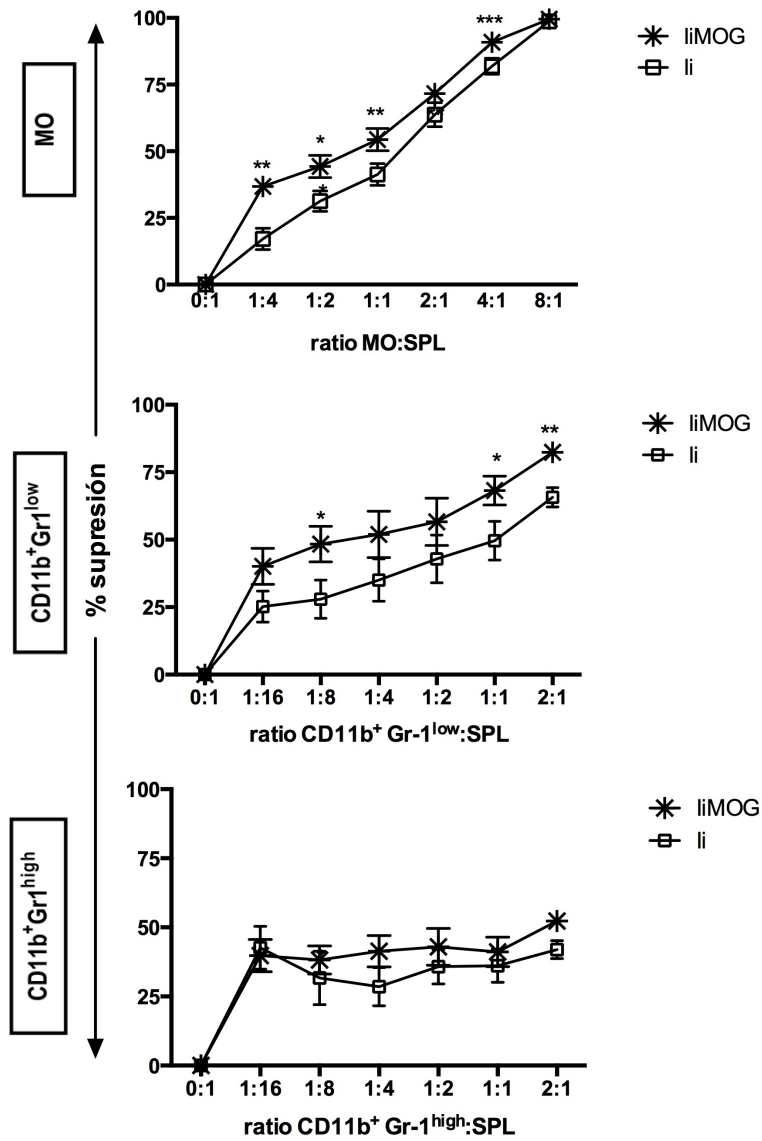 MO
% supresión
100
75
50
25
0
** * ** ***
*
0:1 1:4 1:2 1:1 2:1 4:1 8:1
ratio MO:SPL
IiMOG
Ii
CD11b⁺Gr1ˡᵒʷ
100
75
50
25
0
* * **
0:1 1:16 1:8 1:4 1:2 1:1 2:1
ratio CD11b⁺ Gr-1ˡᵒʷ:SPL
IiMOG
Ii
CD11b⁺Gr1ʰⁱᵍʰ
100
75
50
25
0
0:1 1:16 1:8 1:4 1:2 1:1 2:1
ratio CD11b⁺ Gr-1ʰⁱᵍʰ:SPL
IiMOG
Ii